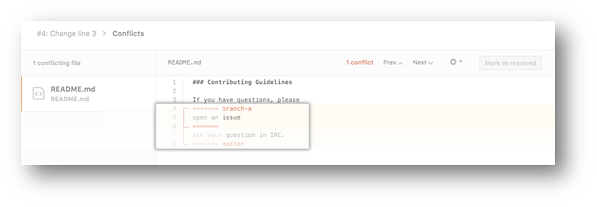 #4: Change line 3 > Conflicts
1 conflicting file
README.md
README.md
README.md
1 conflict Prev Next Mark as resolved
1 ### Contributing Guidelines
2
3 If you have questions, please
4 <<<<<<< branch-a
5 open an issue
6 =======
7 ask your question in IRC.
8 >>>>>>> master